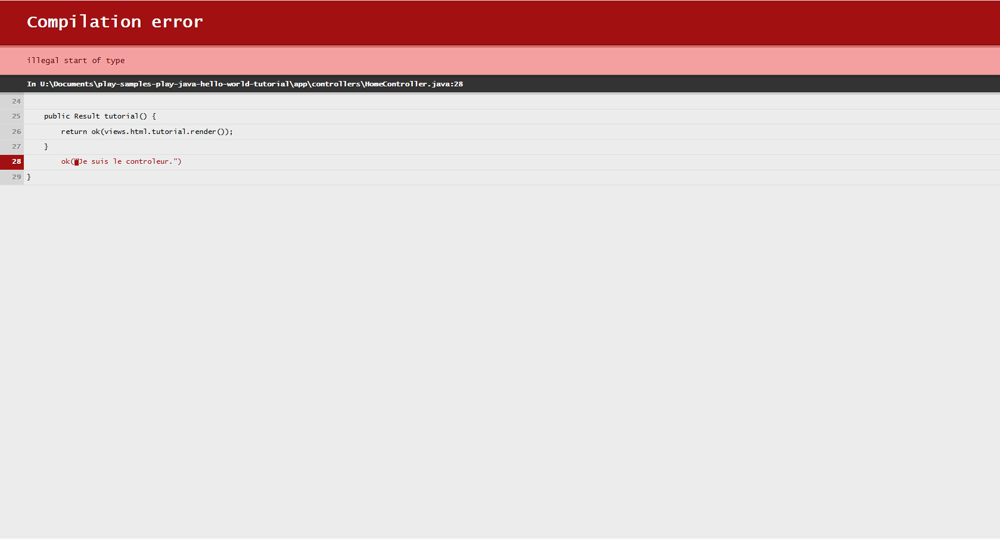 Compilation error
illegal start of type
In U:\Documents\play-samples-play-java-hello-world-tutorial\app\controllers\HomeController.java:28
24
25 public Result tutorial() {
26 return ok(views.html.tutorial.render());
27 }
28 ok("Je suis le controleur.")
29 }